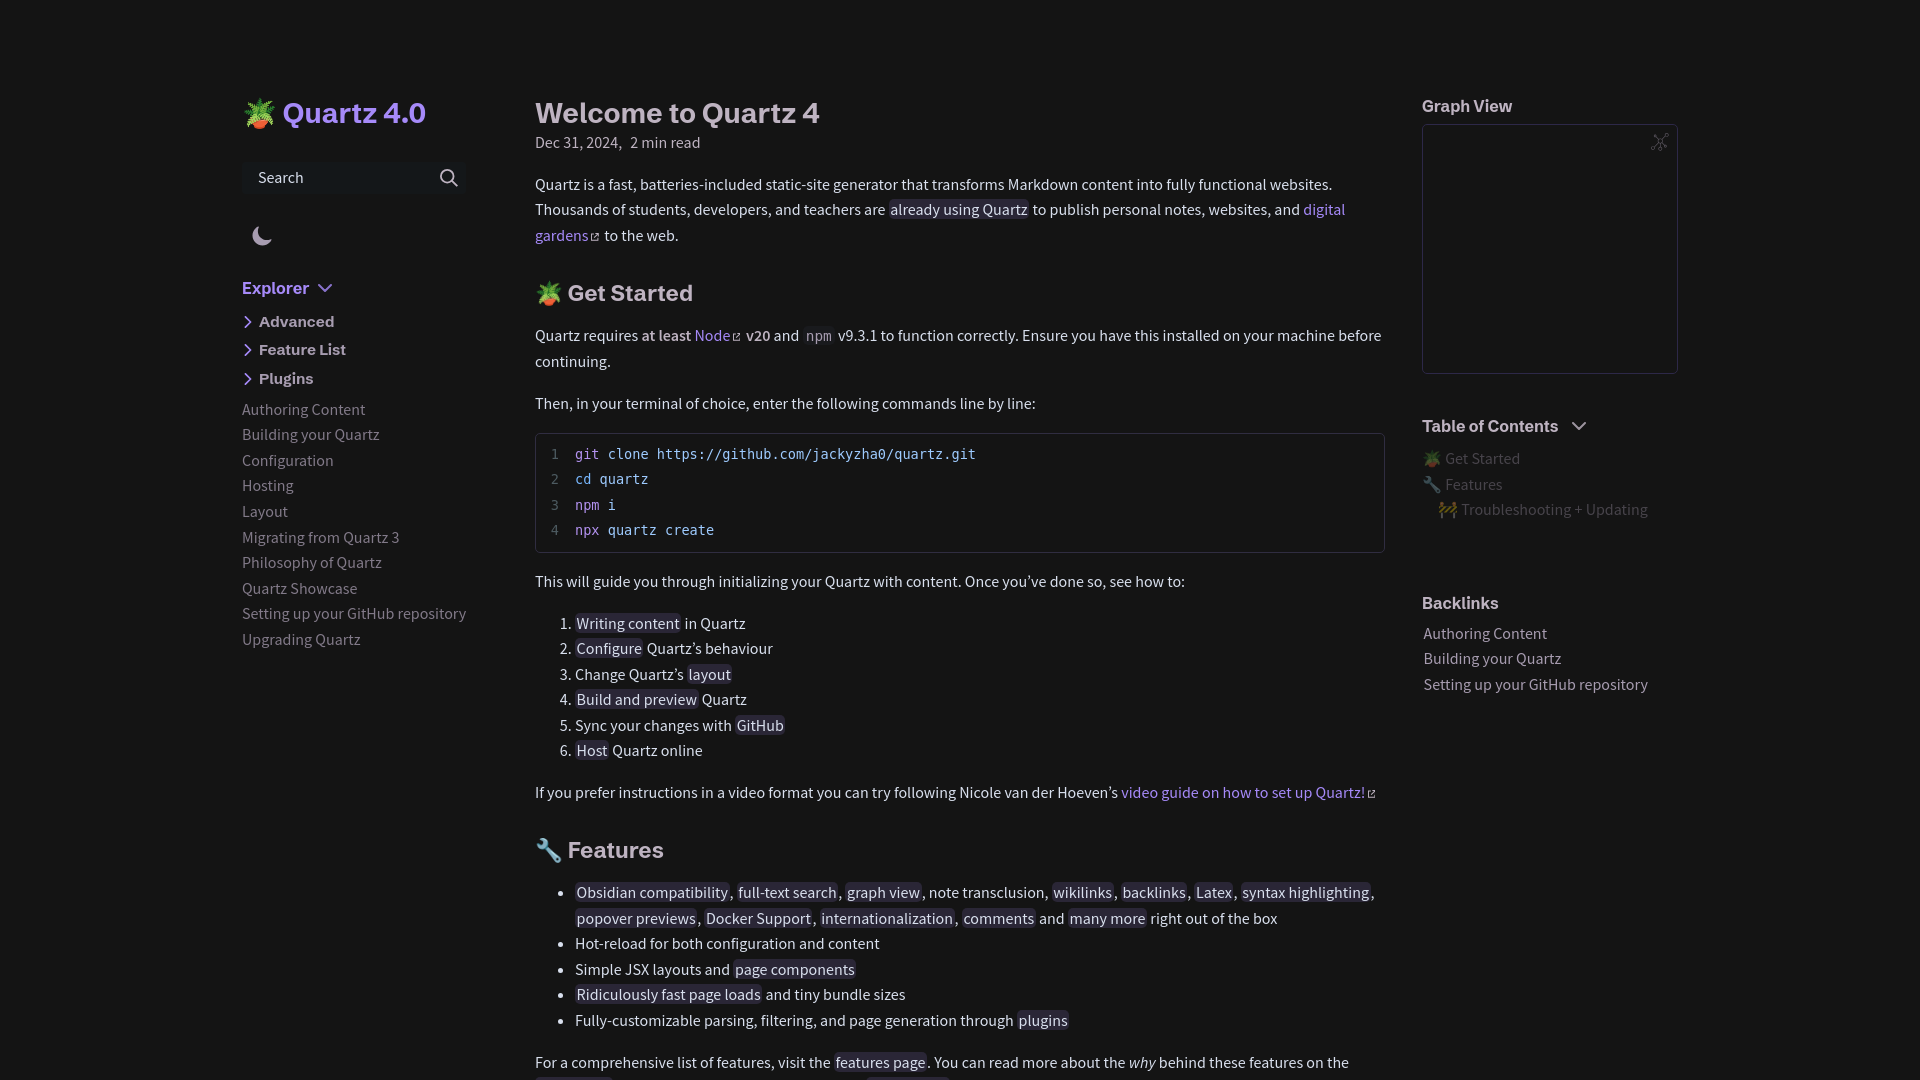 🪴 Quartz 4.0
Search
Explorer
Advanced
Feature List
Plugins
Authoring Content
Building your Quartz
Configuration
Hosting
Layout
Migrating from Quartz 3
Philosophy of Quartz
Quartz Showcase
Setting up your GitHub repository
Upgrading Quartz
Welcome to Quartz 4
Dec 31, 2024, 2 min read
Quartz is a fast, batteries-included static-site generator that transforms Markdown content into fully functional websites.
Thousands of students, developers, and teachers are already using Quartz to publish personal notes, websites, and digital
gardens to the web.
🪴 Get Started
Quartz requires at least Node v20 and npm v9.3.1 to function correctly. Ensure you have this installed on your machine before
continuing.
Then, in your terminal of choice, enter the following commands line by line:
1 git clone https://github.com/jackyzha0/quartz.git
2 cd quartz
3 npm i
4 npx quartz create
This will guide you through initializing your Quartz with content. Once you’ve done so, see how to:
1. Writing content in Quartz
2. Configure Quartz’s behaviour
3. Change Quartz’s layout
4. Build and preview Quartz
5. Sync your changes with GitHub
6. Host Quartz online
If you prefer instructions in a video format you can try following Nicole van der Hoeven’s video guide on how to set up Quartz!
🔧 Features
• Obsidian compatibility, full-text search, graph view, note transclusion, wikilinks, backlinks, Latex, syntax highlighting,
popover previews, Docker Support, internationalization, comments and many more right out of the box
• Hot-reload for both configuration and content
• Simple JSX layouts and page components
• Ridiculously fast page loads and tiny bundle sizes
• Fully-customizable parsing, filtering, and page generation through plugins
For a comprehensive list of features, visit the features page. You can read more about the why behind these features on the
Graph View
Table of Contents
🪴 Get Started
🔧 Features
🚧 Troubleshooting + Updating
Backlinks
Authoring Content
Building your Quartz
Setting up your GitHub repository